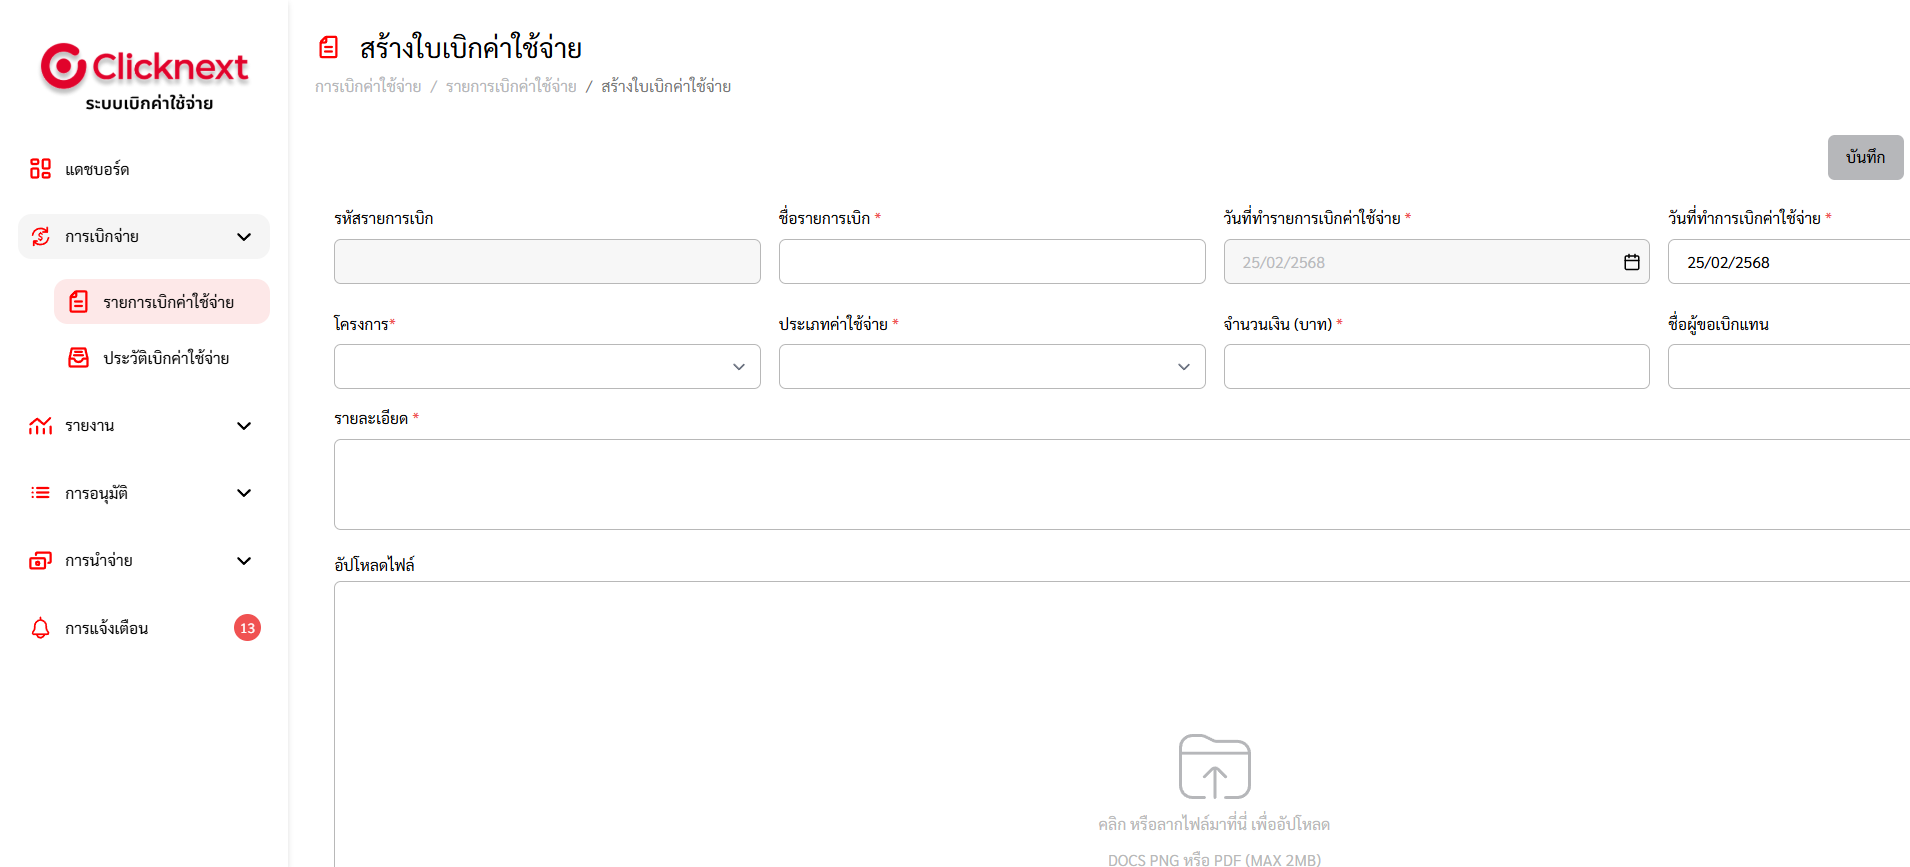 Clicknext
ระบบเบิกค่าใช้จ่าย
แดชบอร์ด
การเบิกจ่าย
รายการเบิกค่าใช้จ่าย
ประวัติเบิกค่าใช้จ่าย
รายงาน
การอนุมัติ
การนำจ่าย
การแจ้งเตือน 13
สร้างใบเบิกค่าใช้จ่าย
การเบิกค่าใช้จ่าย / รายการเบิกค่าใช้จ่าย / สร้างใบเบิกค่าใช้จ่าย
บันทึก
รหัสรายการเบิก ชื่อรายการเบิก * วันที่ทำรายการเบิกค่าใช้จ่าย * วันที่ทำการเบิกค่าใช้จ่าย *
25/02/2568 25/02/2568
โครงการ* ประเภทค่าใช้จ่าย * จำนวนเงิน (บาท) * ชื่อผู้ขอเบิกแทน
รายละเอียด *
อัปโหลดไฟล์
คลิก หรือลากไฟล์มาที่นี่ เพื่ออัปโหลด
DOCS PNG หรือ PDF (MAX 2MB)